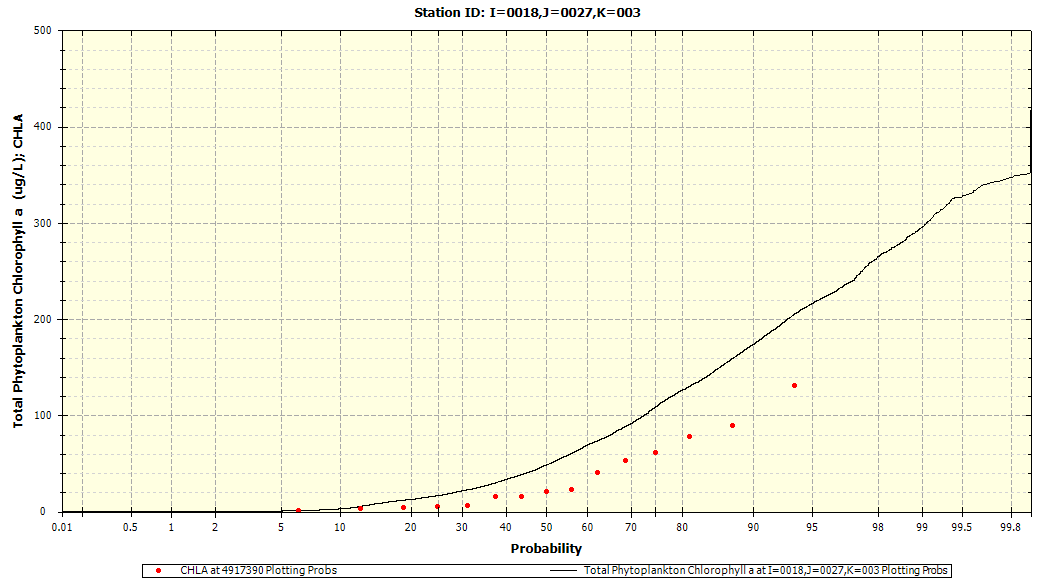 Station ID: I=0018,J=0027,K=003
500
400
300
200
100
0
Total Phytoplankton Chlorophyll a (ug/L); CHLA
0.01 0.5 1 2 5 10 20 30 40 50 60 70 80 90 95 98 99 99.5 99.8
Probability
CHLA at 4917390 Plotting Probs Total Phytoplankton Chlorophyll a at I=0018,J=0027,K=003 Plotting Probs